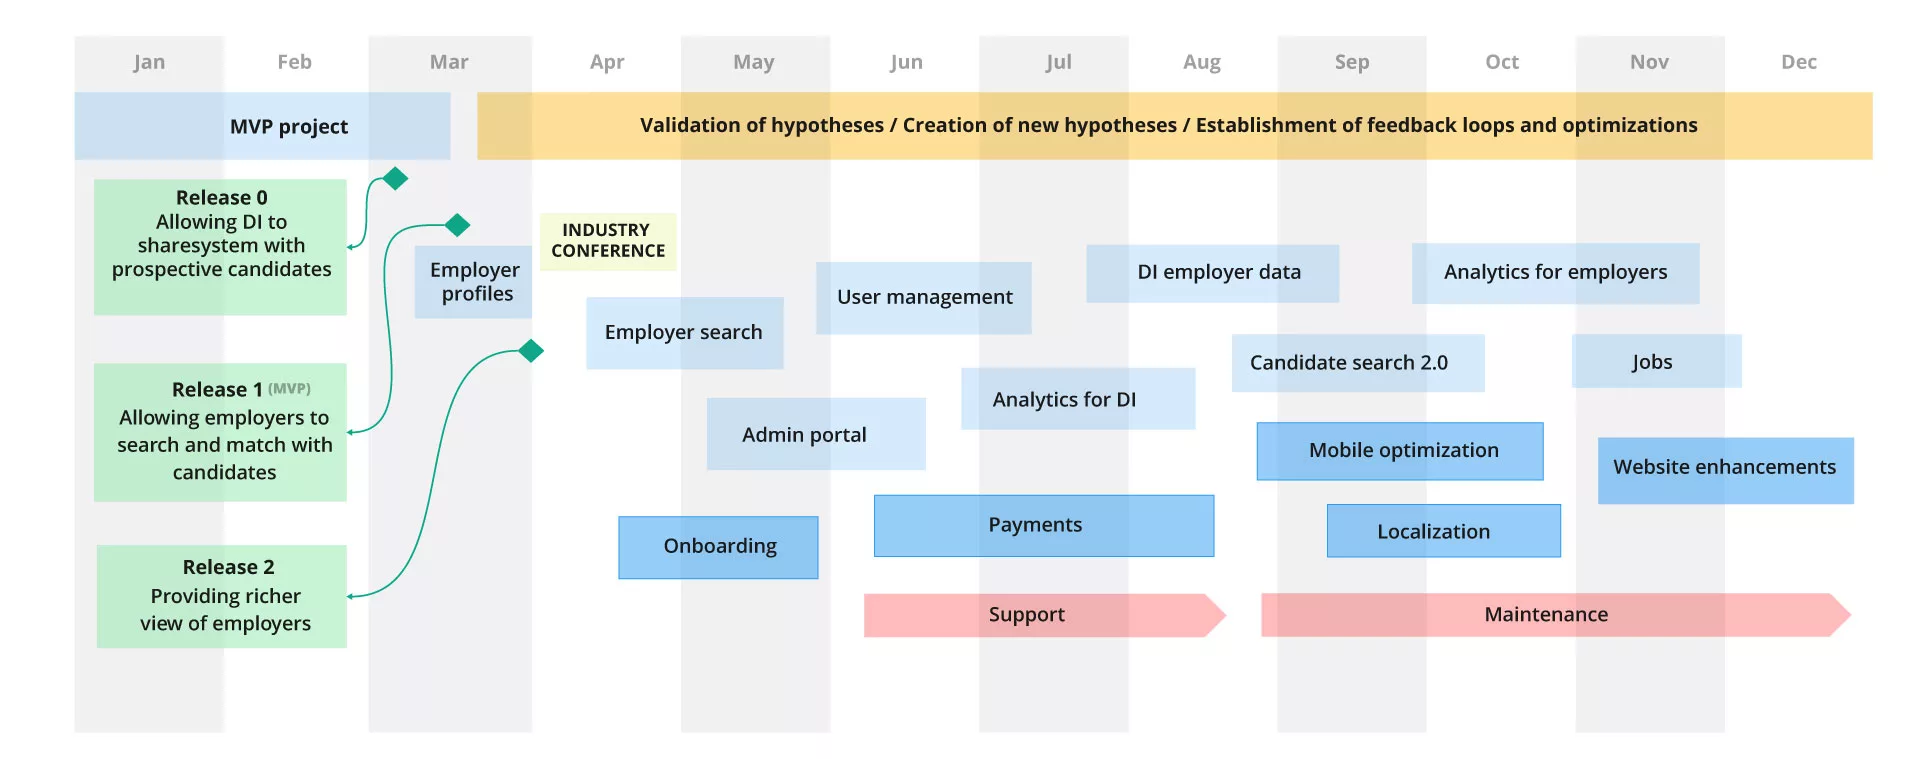 Jan Feb Mar Apr May Jun Jul Aug Sep Oct Nov Dec
MVP project
Validation of hypotheses / Creation of new hypotheses / Establishment of feedback loops and optimizations
Release 0
Allowing DI to
sharesystem with
prospective candidates
Release 1 (MVP)
Allowing employers to
search and match with
candidates
Release 2
Providing richer
view of employers
Employer
profiles
INDUSTRY
CONFERENCE
Employer search
User management
Admin portal
Onboarding
DI employer data
Analytics for DI
Payments
Support
Analytics for employers
Candidate search 2.0
Jobs
Mobile optimization
Website enhancements
Localization
Maintenance